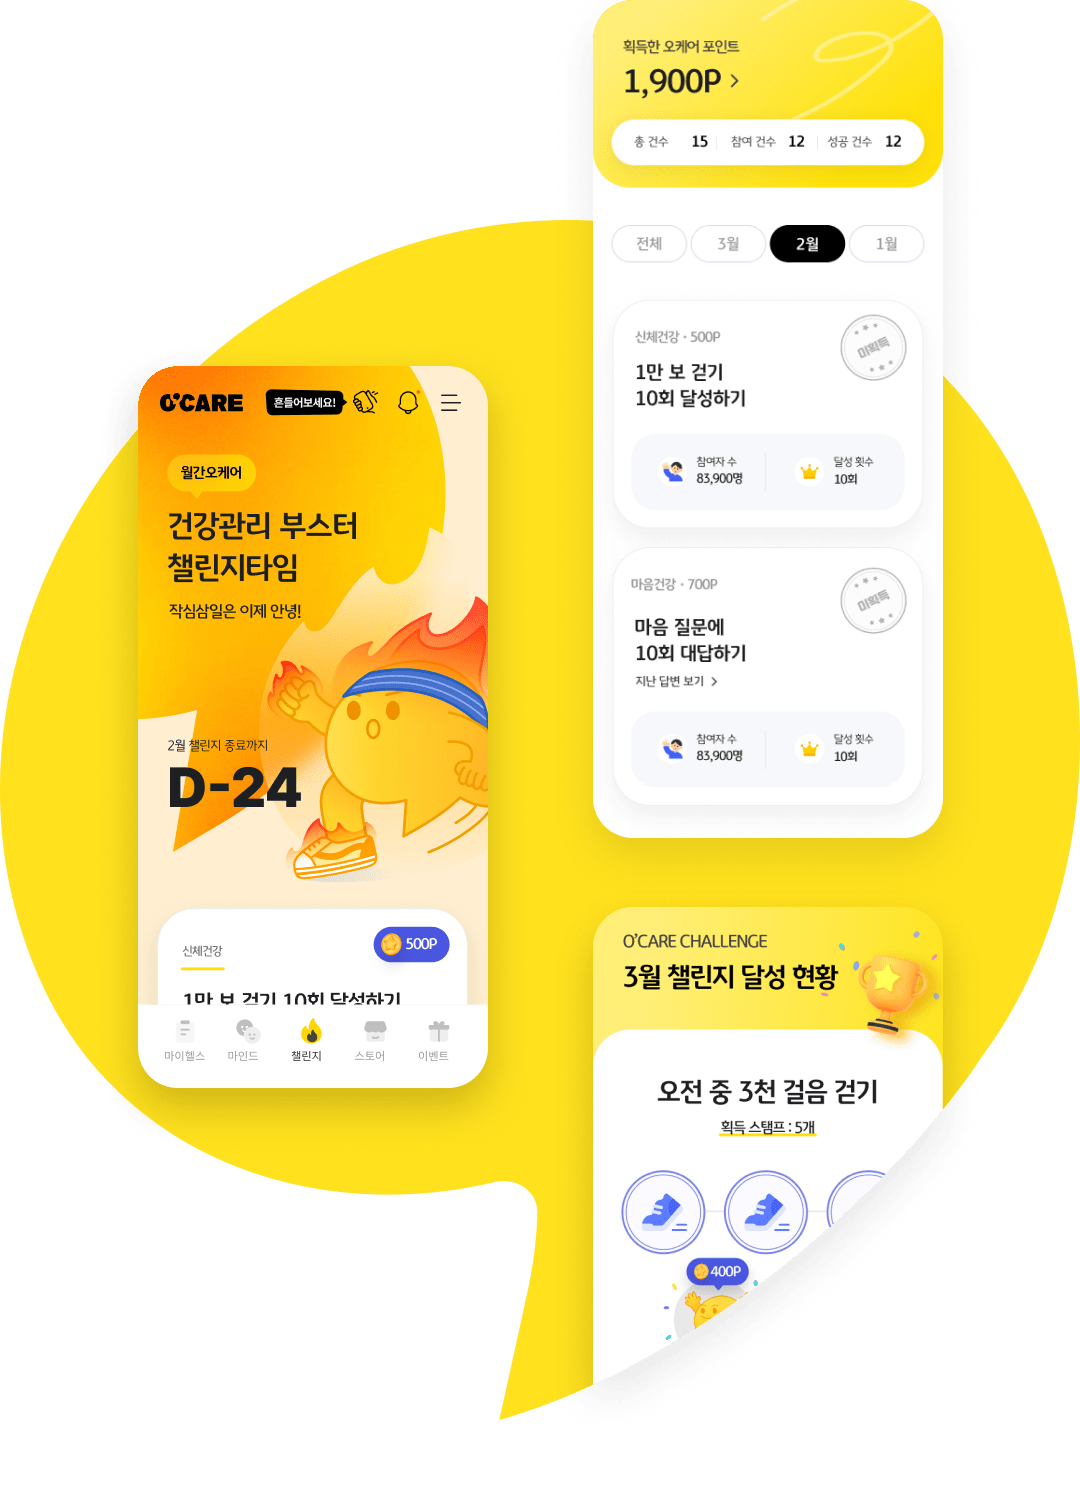 O'CARE
흔들어보세요!
월간오케어
건강관리 부스터
챌린지타임
작심삼일은 이제 안녕!
2월 챌린지 종료까지
D-24
신체건강
500P
1만 보 걷기 10회 달성하기
마이헬스 마인드 챌린지 스토어 이벤트
획득한 오케어 포인트
1,900P
총 건수 15 참여 건수 12 성공 건수 12
전체 3월 2월 1월
신체건강 · 500P
미획득
1만 보 걷기
10회 달성하기
참여자 수 달성 횟수
83,900명 10회
마음건강 · 700P
미획득
마음 질문에
10회 대답하기
지난 답변 보기
참여자 수 달성 횟수
83,900명 10회
O'CARE CHALLENGE
3월 챌린지 달성 현황
오전 중 3천 걸음 걷기
획득 스탬프 : 5개
400P